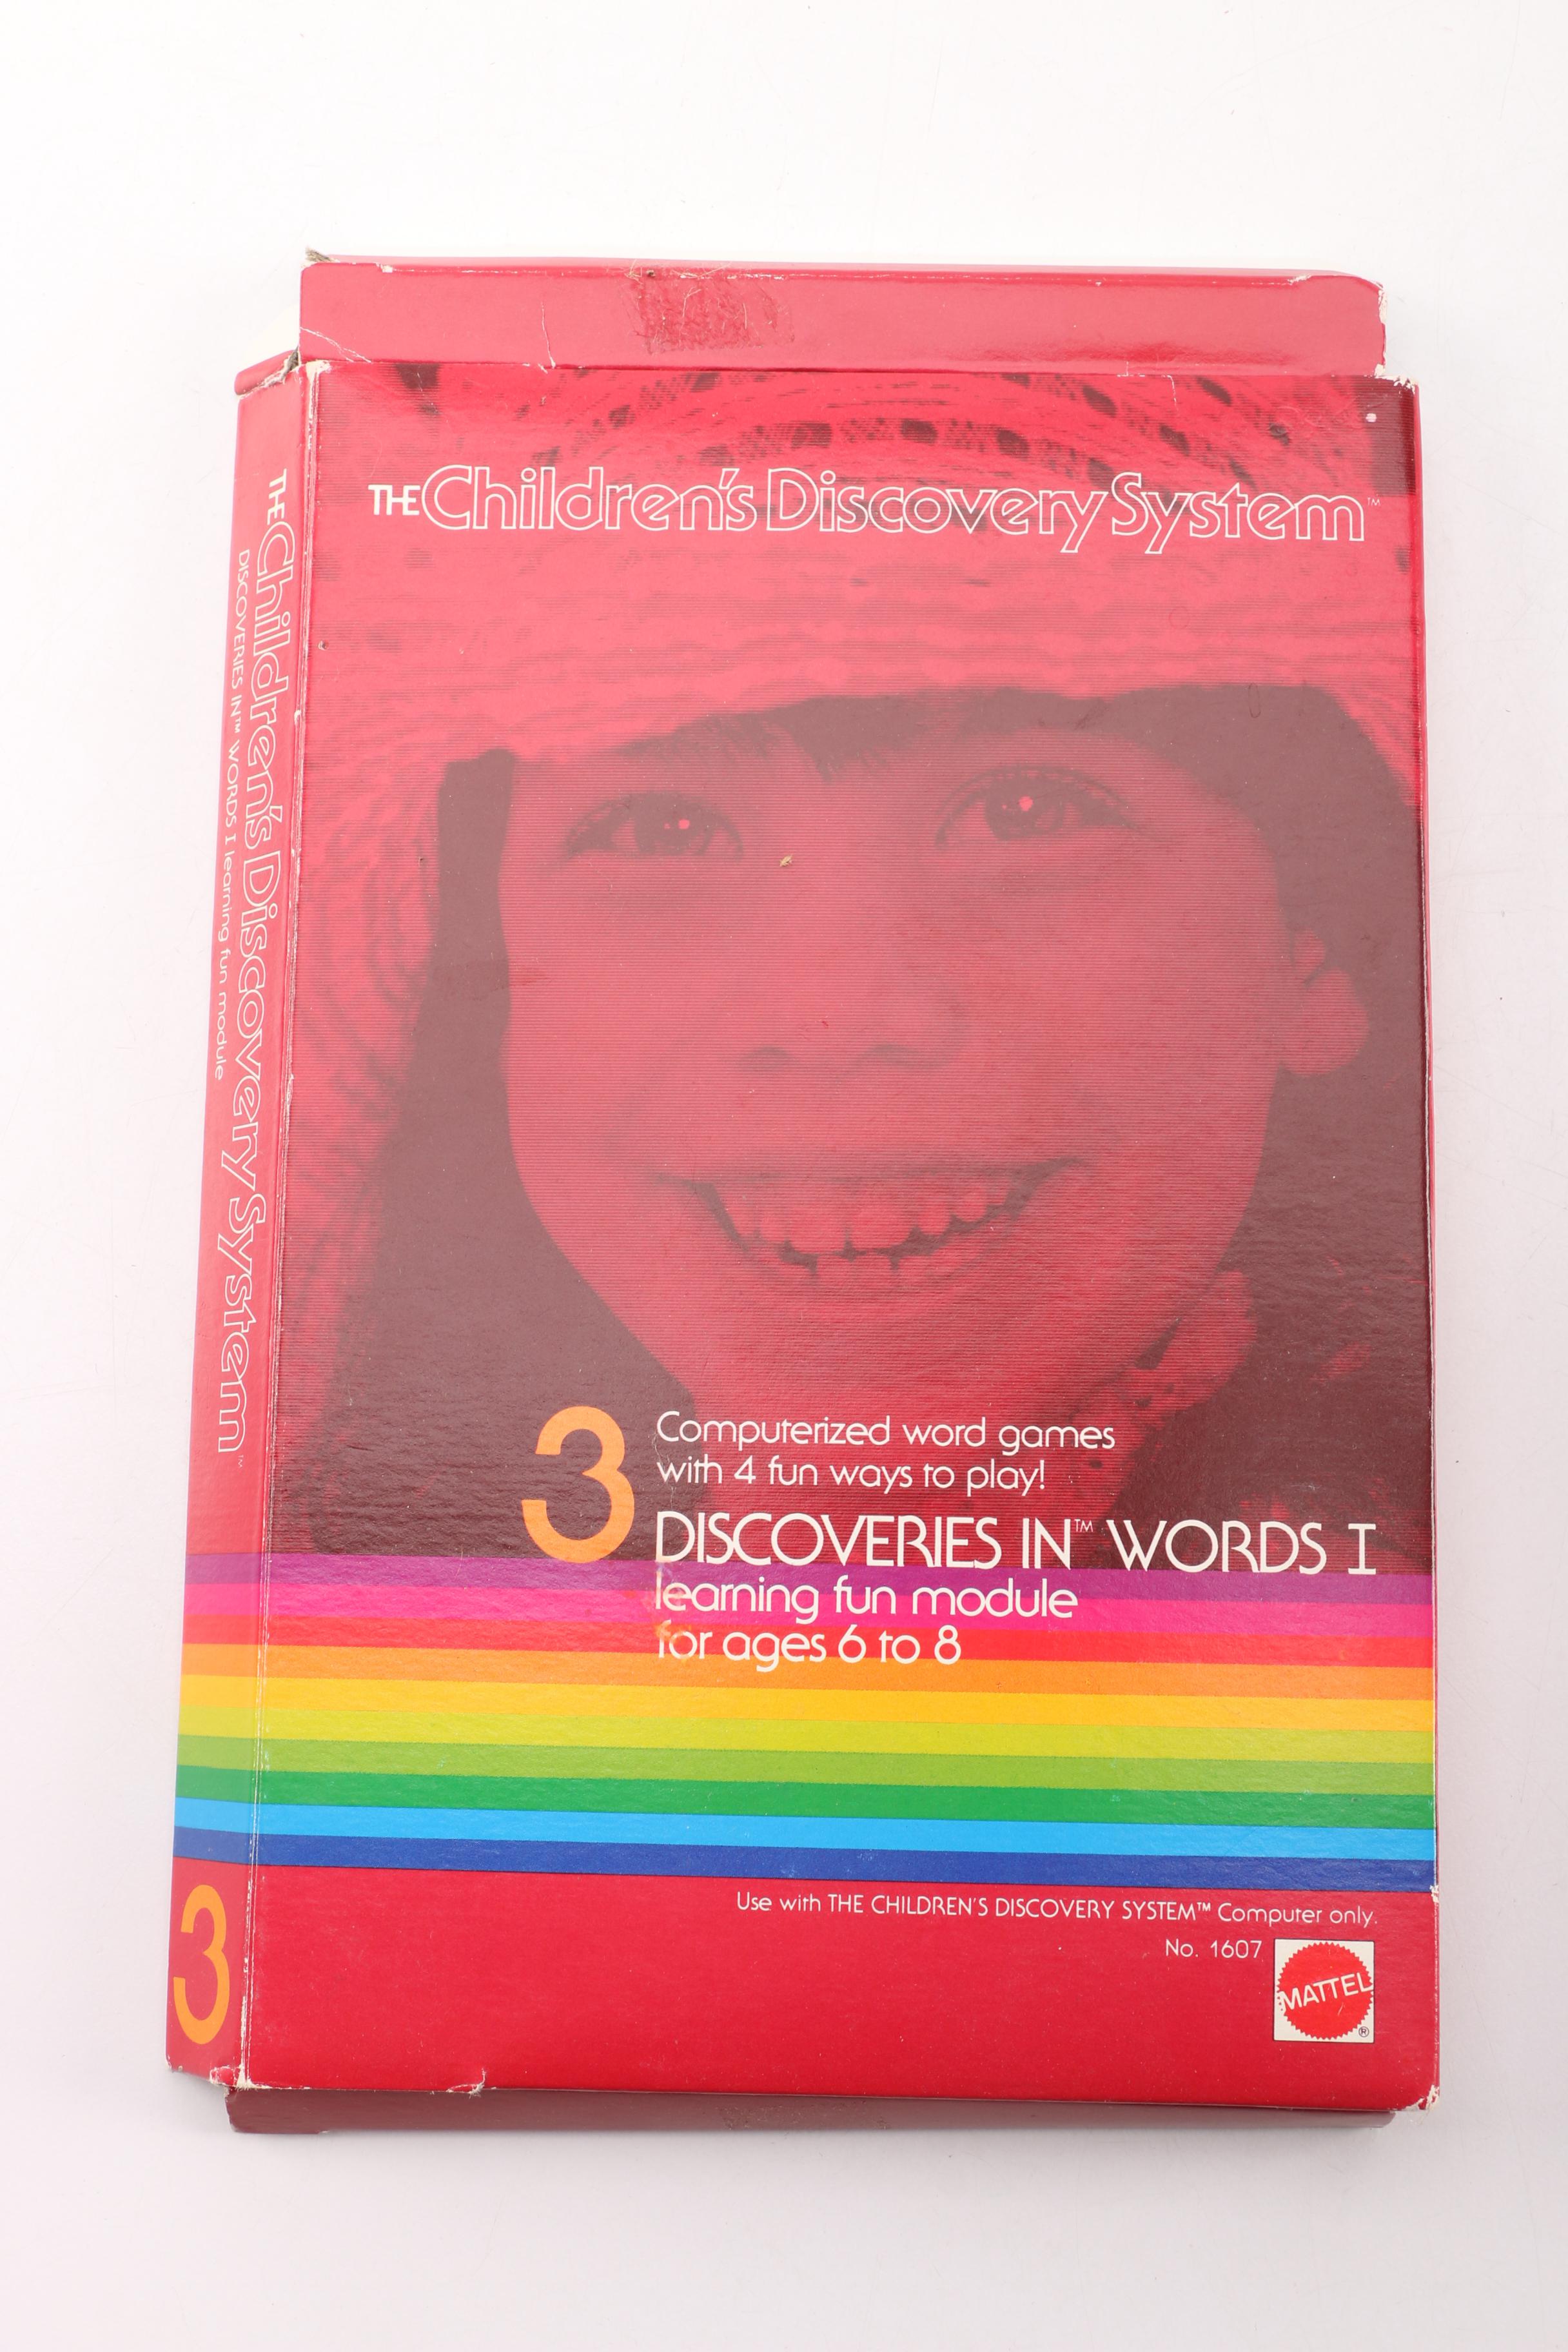 THE Children's Discovery System™
3
Computerized word games
with 4 fun ways to play!
DISCOVERIES IN™ WORDS I
learning fun module
for ages 6 to 8
Use with THE CHILDREN'S DISCOVERY SYSTEM™ Computer only.
No. 1607
MATTEL
®
THE Children's Discovery System™
DISCOVERIES IN™ WORDS I learning fun module
3